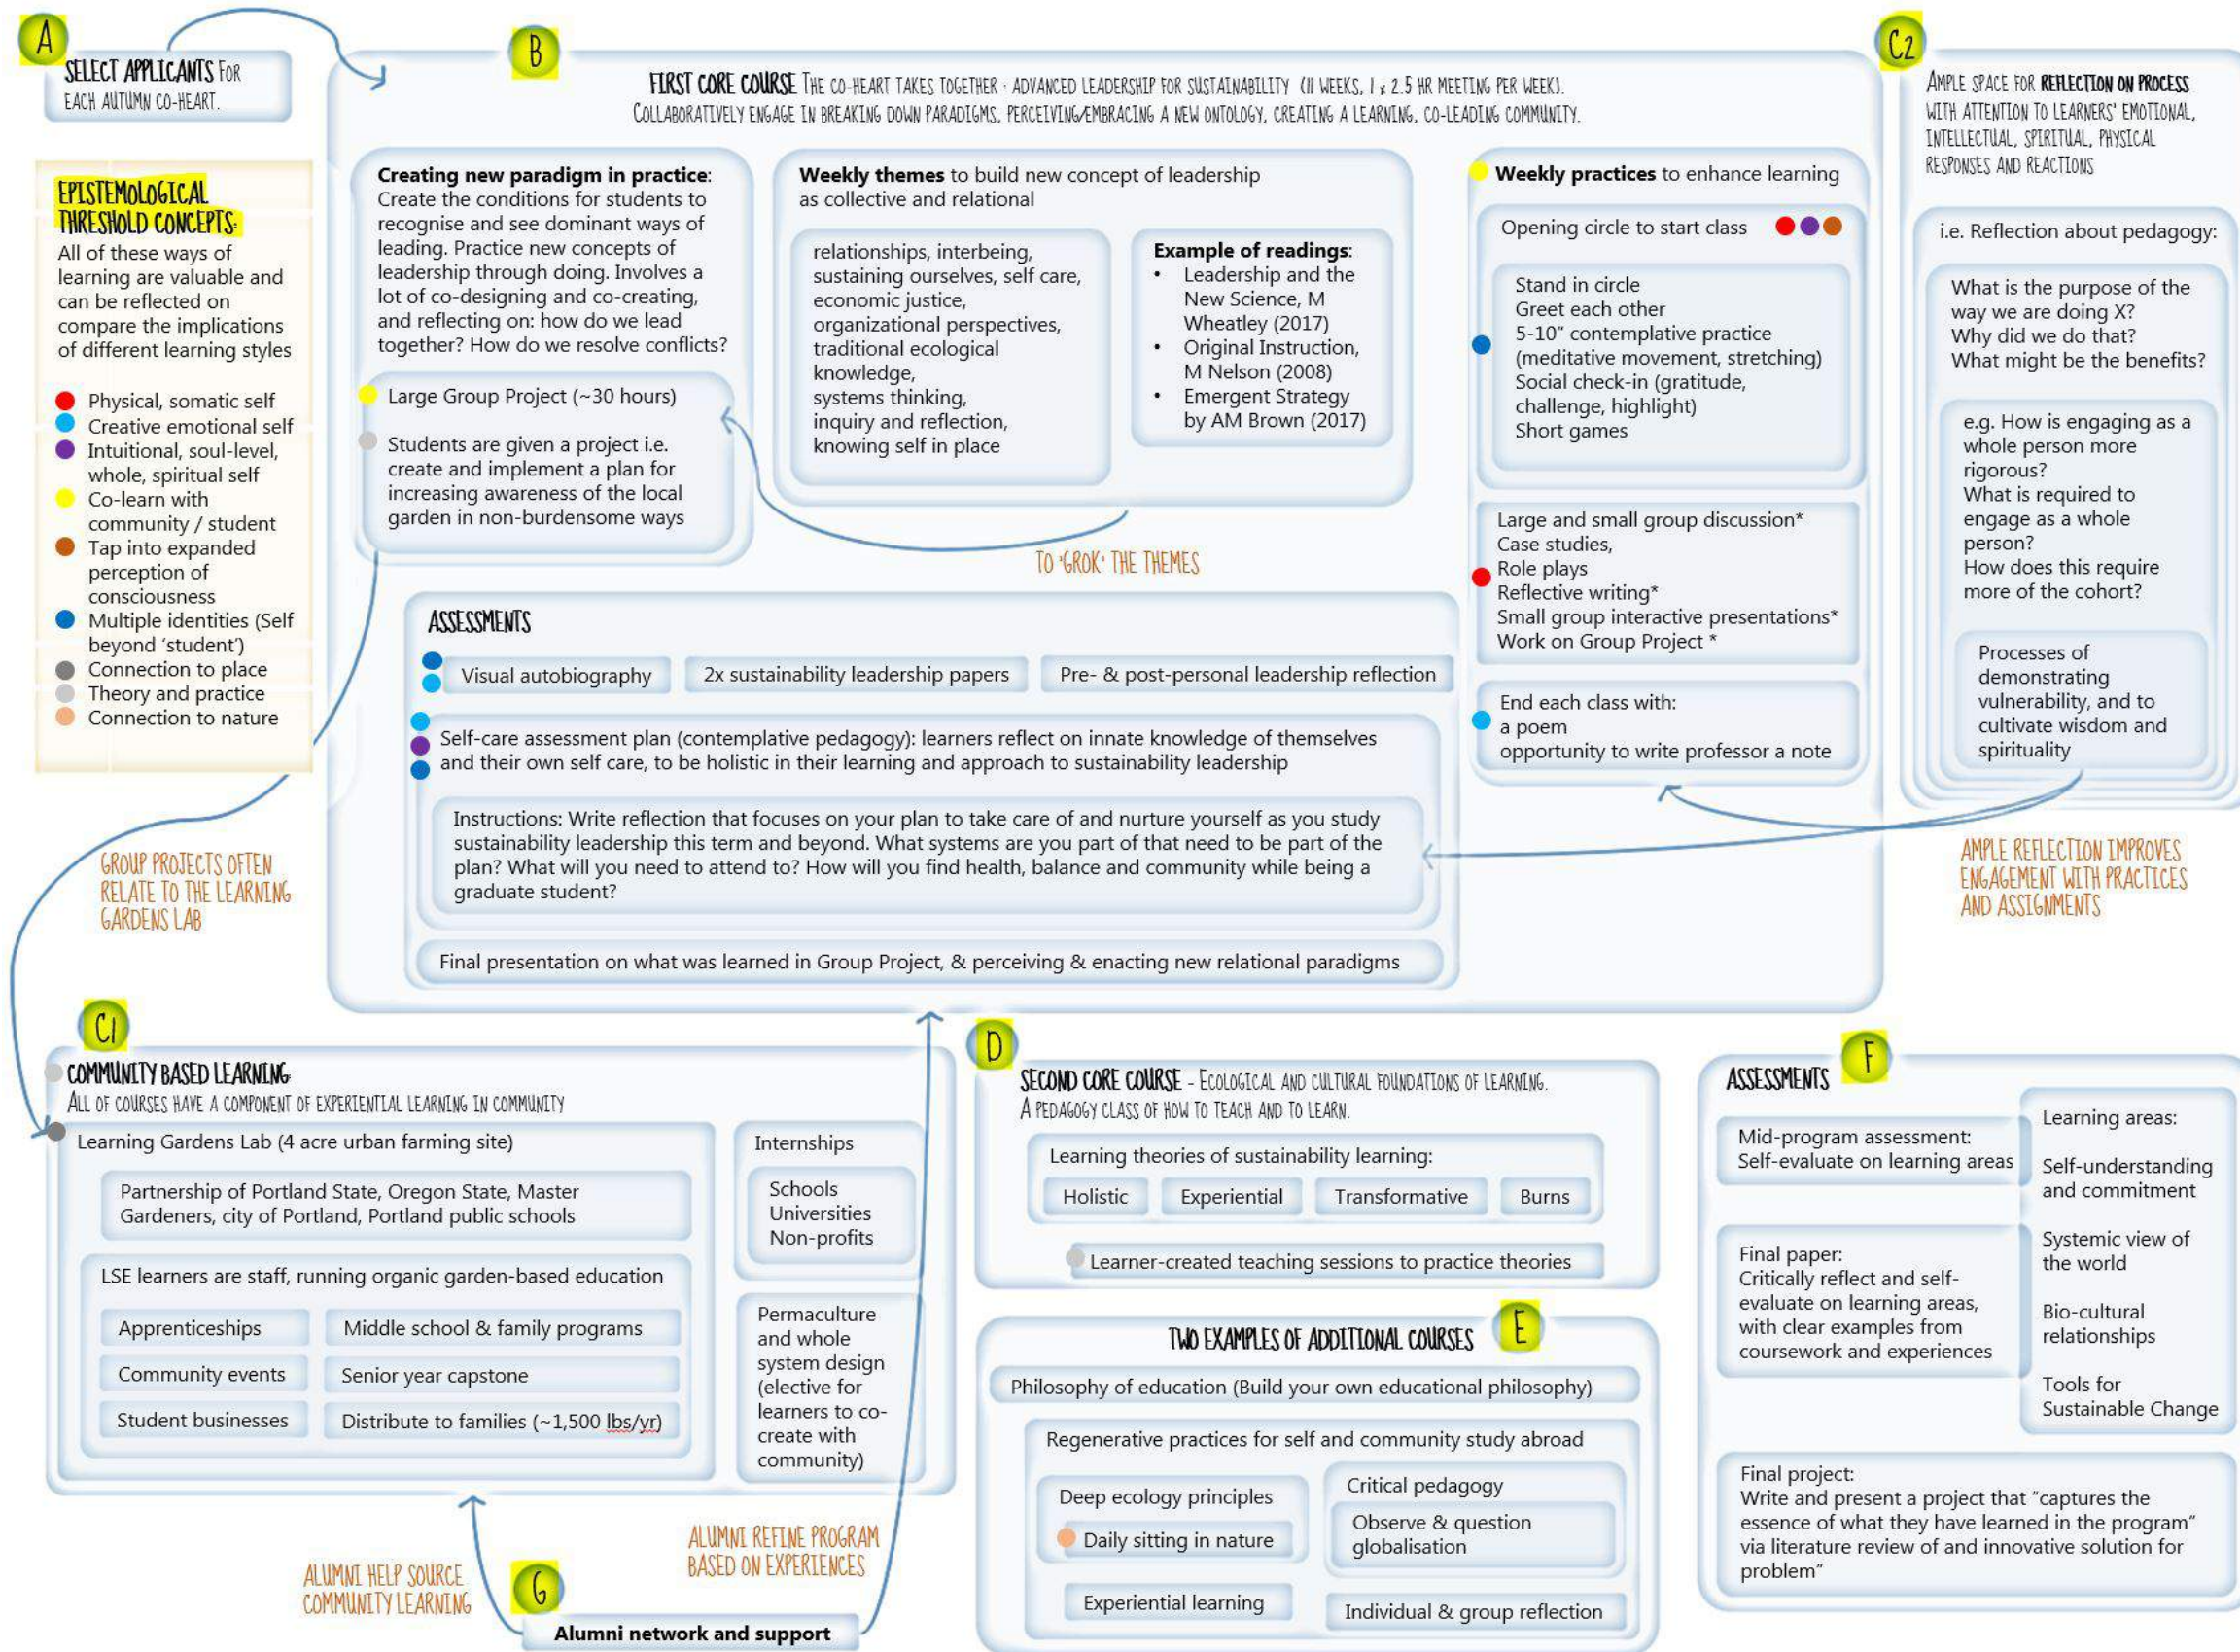 A
SELECT APPLICANTS FOR
EACH AUTUMN CO-HEART.
EPISTEMOLOGICAL
THRESHOLD CONCEPTS:
All of these ways of
learning are valuable and
can be reflected on
compare the implications
of different learning styles
Physical, somatic self
Creative emotional self
Intuitional, soul-level,
whole, spiritual self
Co-learn with
community / student
Tap into expanded
perception of
consciousness
Multiple identities (Self
beyond ‘student’)
Connection to place
Theory and practice
Connection to nature
B
FIRST CORE COURSE THE CO-HEART TAKES TOGETHER : ADVANCED LEADERSHIP FOR SUSTAINABILITY (11 WEEKS, 1 x 2.5 HR MEETING PER WEEK).
COLLABORATIVELY ENGAGE IN BREAKING DOWN PARADIGMS, PERCEIVING/EMBRACING A NEW ONTOLOGY, CREATING A LEARNING, CO-LEADING COMMUNITY.
Creating new paradigm in practice:
Create the conditions for students to
recognise and see dominant ways of
leading. Practice new concepts of
leadership through doing. Involves a
lot of co-designing and co-creating,
and reflecting on: how do we lead
together? How do we resolve conflicts?
Large Group Project (~30 hours)
Students are given a project i.e.
create and implement a plan for
increasing awareness of the local
garden in non-burdensome ways
Weekly themes to build new concept of leadership
as collective and relational
relationships, interbeing,
sustaining ourselves, self care,
economic justice,
organizational perspectives,
traditional ecological
knowledge,
systems thinking,
inquiry and reflection,
knowing self in place
Example of readings:
• Leadership and the
New Science, M
Wheatley (2017)
• Original Instruction,
M Nelson (2008)
• Emergent Strategy
by AM Brown (2017)
TO ‘GROK’ THE THEMES
Weekly practices to enhance learning
Opening circle to start class
Stand in circle
Greet each other
5-10” contemplative practice
(meditative movement, stretching)
Social check-in (gratitude,
challenge, highlight)
Short games
Large and small group discussion*
Case studies,
Role plays
Reflective writing*
Small group interactive presentations*
Work on Group Project *
End each class with:
a poem
opportunity to write professor a note
ASSESSMENTS
Visual autobiography
2x sustainability leadership papers
Pre- & post-personal leadership reflection
Self-care assessment plan (contemplative pedagogy): learners reflect on innate knowledge of themselves
and their own self care, to be holistic in their learning and approach to sustainability leadership
Instructions: Write reflection that focuses on your plan to take care of and nurture yourself as you study
sustainability leadership this term and beyond. What systems are you part of that need to be part of the
plan? What will you need to attend to? How will you find health, balance and community while being a
graduate student?
Final presentation on what was learned in Group Project, & perceiving & enacting new relational paradigms
C2
AMPLE SPACE FOR REFLECTION ON PROCESS
WITH ATTENTION TO LEARNERS' EMOTIONAL,
INTELLECTUAL, SPIRITUAL, PHYSICAL
RESPONSES AND REACTIONS
i.e. Reflection about pedagogy:
What is the purpose of the
way we are doing X?
Why did we do that?
What might be the benefits?
e.g. How is engaging as a
whole person more
rigorous?
What is required to
engage as a whole
person?
How does this require
more of the cohort?
Processes of
demonstrating
vulnerability, and to
cultivate wisdom and
spirituality
AMPLE REFLECTION IMPROVES
ENGAGEMENT WITH PRACTICES
AND ASSIGNMENTS
GROUP PROJECTS OFTEN
RELATE TO THE LEARNING
GARDENS LAB
C1
COMMUNITY BASED LEARNING
ALL OF COURSES HAVE A COMPONENT OF EXPERIENTIAL LEARNING IN COMMUNITY
Learning Gardens Lab (4 acre urban farming site)
Partnership of Portland State, Oregon State, Master
Gardeners, city of Portland, Portland public schools
LSE learners are staff, running organic garden-based education
Apprenticeships
Middle school & family programs
Community events
Senior year capstone
Student businesses
Distribute to families (~1,500 lbs/yr)
Internships
Schools
Universities
Non-profits
Permaculture
and whole
system design
(elective for
learners to co-
create with
community)
ALUMNI HELP SOURCE
COMMUNITY LEARNING
ALUMNI REFINE PROGRAM
BASED ON EXPERIENCES
G
Alumni network and support
D
SECOND CORE COURSE - ECOLOGICAL AND CULTURAL FOUNDATIONS OF LEARNING.
A PEDAGOGY CLASS OF HOW TO TEACH AND TO LEARN.
Learning theories of sustainability learning:
Holistic
Experiential
Transformative
Burns
Learner-created teaching sessions to practice theories
E
TWO EXAMPLES OF ADDITIONAL COURSES
Philosophy of education (Build your own educational philosophy)
Regenerative practices for self and community study abroad
Deep ecology principles
Daily sitting in nature
Experiential learning
Critical pedagogy
Observe & question
globalisation
Individual & group reflection
F
ASSESSMENTS
Mid-program assessment:
Self-evaluate on learning areas
Final paper:
Critically reflect and self-
evaluate on learning areas,
with clear examples from
coursework and experiences
Learning areas:
Self-understanding
and commitment
Systemic view of
the world
Bio-cultural
relationships
Tools for
Sustainable Change
Final project:
Write and present a project that “captures the
essence of what they have learned in the program”
via literature review of and innovative solution for
problem”